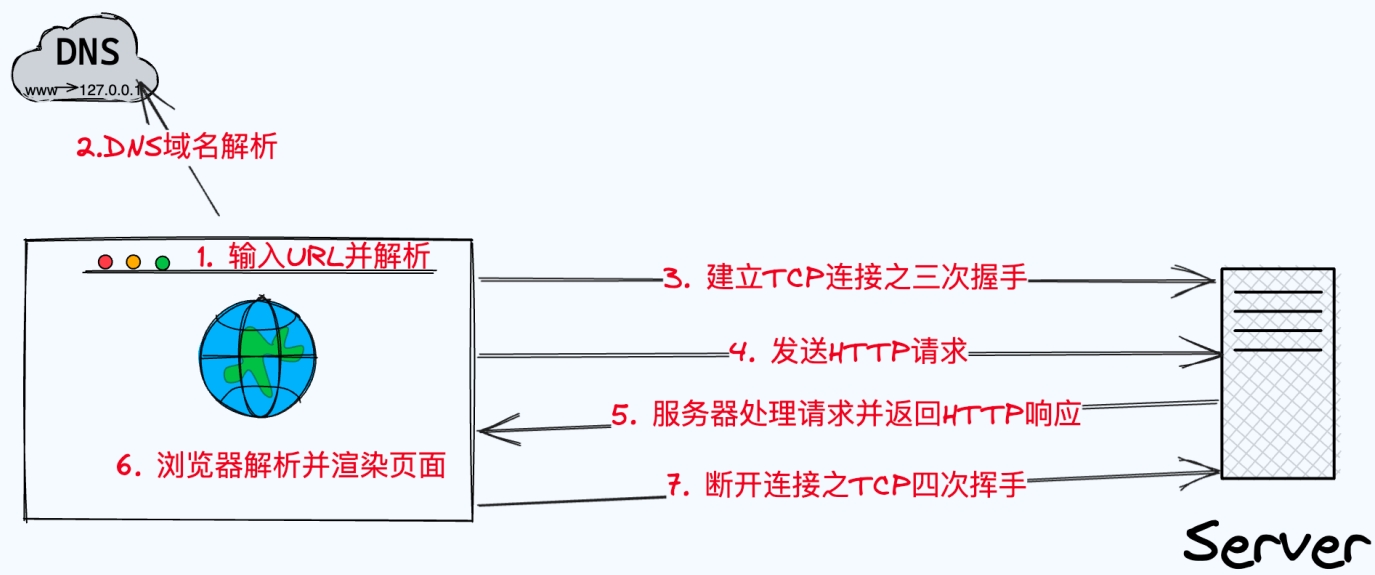 DNS
www→127.0.0.1
2.DNS域名解析
1. 输入URL并解析
3. 建立TCP连接之三次握手
4. 发送HTTP请求
5. 服务器处理请求并返回HTTP响应
6. 浏览器解析并渲染页面
7. 断开连接之TCP四次挥手
Server